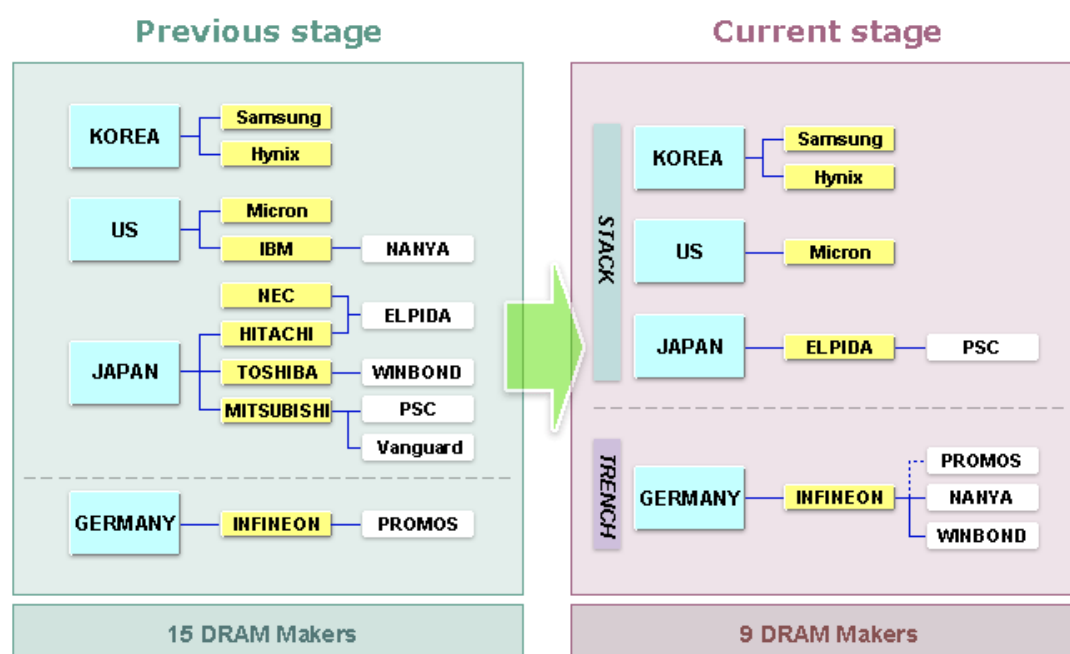 Previous stage
KOREA
Samsung
Hynix
US
Micron
IBM
NANYA
JAPAN
NEC
HITACHI
ELPIDA
TOSHIBA
WINBOND
MITSUBISHI
PSC
Vanguard
GERMANY
INFINEON
PROMOS
15 DRAM Makers
Current stage
STACK
KOREA
Samsung
Hynix
US
Micron
JAPAN
ELPIDA
PSC
TRENCH
GERMANY
INFINEON
PROMOS
NANYA
WINBOND
9 DRAM Makers